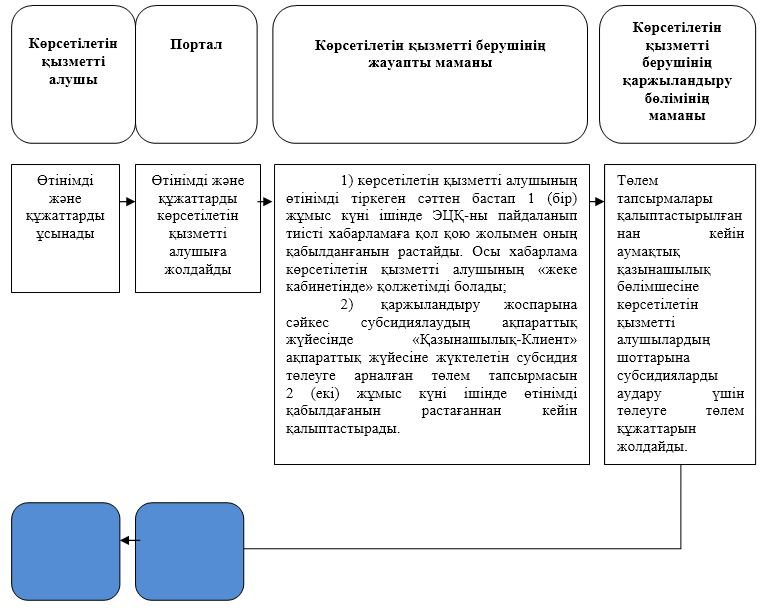 Көрсетілетін
қызметті
алушы
Портал
Көрсетілетін қызметті берушінің
жауапты маманы
Көрсетілетін
қызметті
берушінің
қаржыландыру
бөлімінің
маманы
Өтінімді
және
құжаттарды
ұсынады
Өтінімді және
құжаттарды
көрсетілетін
қызметті
алушыға
жолдайды
1) көрсетілетін қызметті алушының
өтінімді тіркеген сәттен бастап 1 (бір)
жұмыс күні ішінде ЭЦҚ-ны пайдаланып
тиісті хабарламаға қол қою жолымен оның
қабылданғанын растайды. Осы хабарлама
көрсетілетін қызметті алушының «жеке
кабинетінде» қолжетімді болады;
2) қаржыландыру жоспарына
сәйкес субсидиялаудың ақпараттық
жүйесінде «Қазынашылық-Клиент»
ақпараттық жүйесіне жүктелетін субсидия
төлеуге арналған төлем тапсырмасын
2 (екі) жұмыс күні ішінде өтінімді
қабылдағанын растағаннан кейін
қалыптастырады.
Төлем
тапсырмалары
қалыптастырылған
нан кейін
аумақтық
қазынашылық
бөлімшесіне
көрсетілетін
қызметті
алушылардың
шоттарына
субсидияларды
аудару үшін
төлеуге төлем
құжаттарын
жолдайды.